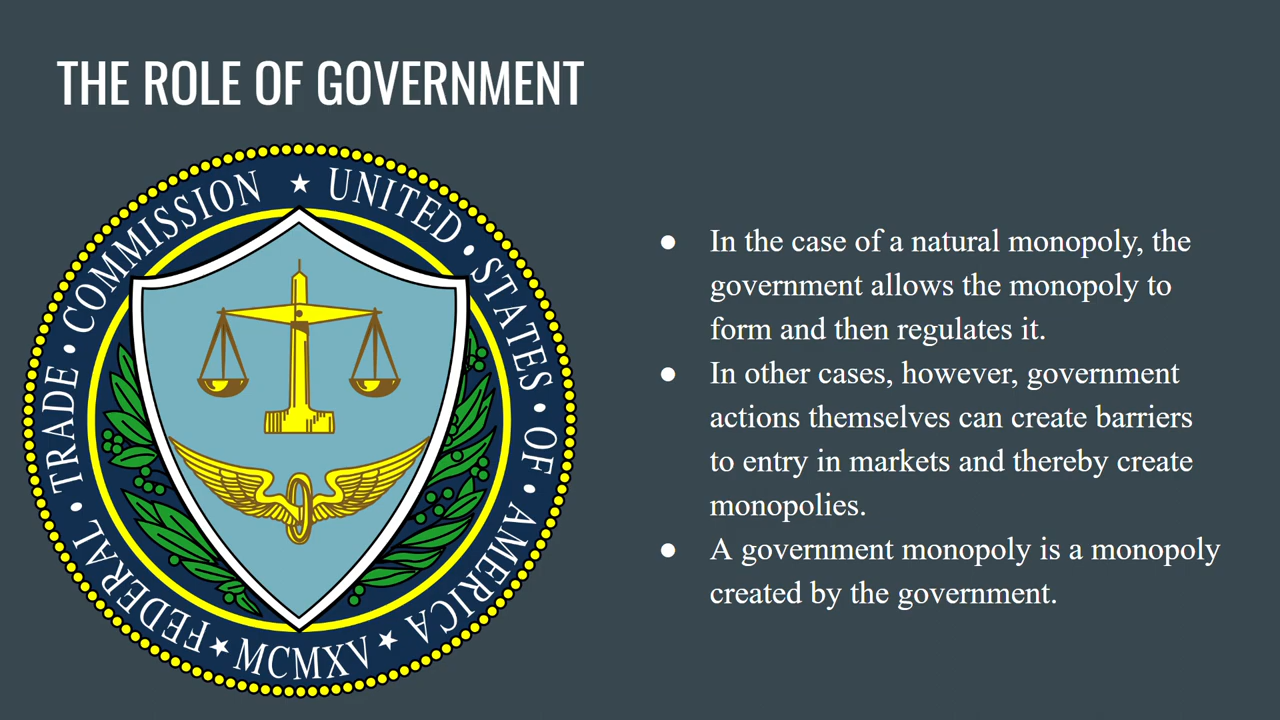 THE ROLE OF GOVERNMENT
FEDERAL • TRADE • COMMISSION ★ UNITED • STATES • OF • AMERICA
★ MCMXV ★
● In the case of a natural monopoly, the
government allows the monopoly to
form and then regulates it.
● In other cases, however, government
actions themselves can create barriers
to entry in markets and thereby create
monopolies.
● A government monopoly is a monopoly
created by the government.